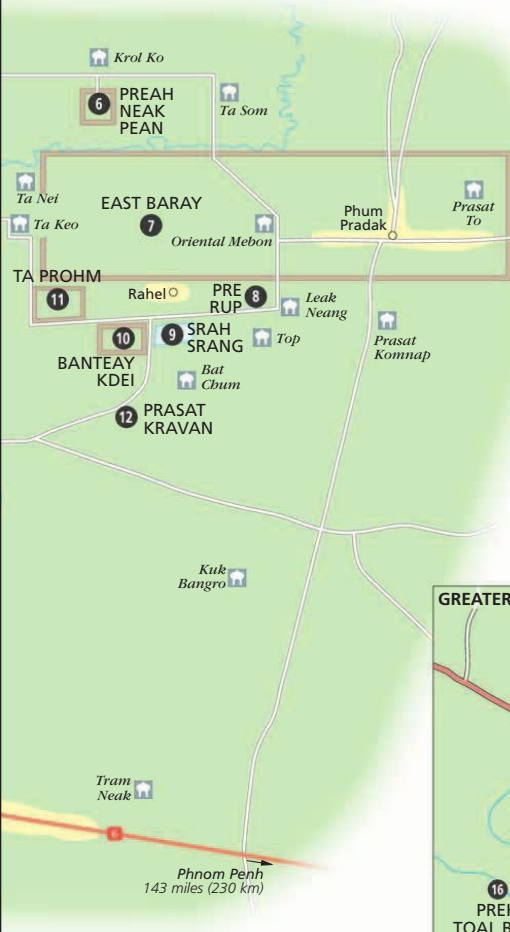 Krol Ko
6
PREAH
NEAK
PEAN
Ta Som
Ta Nei
Ta Keo
EAST BARAY
7
Oriental Mebon
Phum
Pradak
Prasat
To
TA PROHM
11
Rahel
PRE
RUP
8
Leak
Neang
10
BANTEAY
KDEI
9
SRAH
SRANG
Top
Prasat
Komnap
Bat
Chum
12
PRASAT
KRAVAN
Kuk
Bangro
GREATER
Tram
Neak
6
Phnom Penh
143 miles (230 km)
16
TOAL B